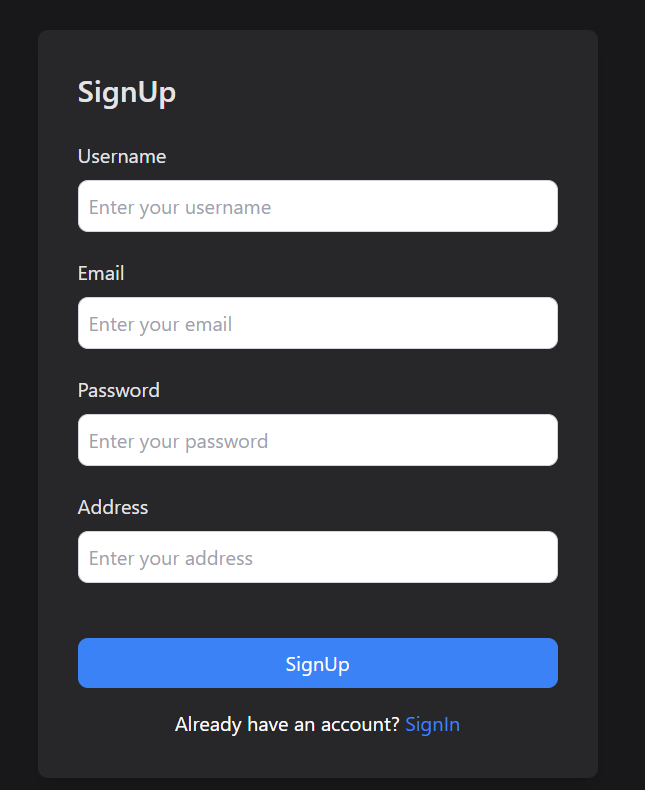 SignUp
Username
Enter your username
Email
Enter your email
Password
Enter your password
Address
Enter your address
SignUp
Already have an account? SignIn